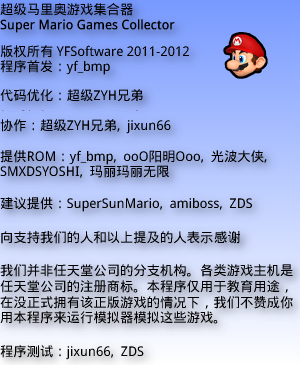 超级马里奥游戏集合器
Super Mario Games Collector
版权所有 YFSoftware 2011-2012
程序首发：yf_bmp
代码优化：超级ZYH兄弟
协作：超级ZYH兄弟, jixun66
提供ROM：yf_bmp, ooO阳明Ooo, 光波大侠,
SMXDSYOSHI, 玛丽玛丽无限
建议提供：SuperSunMario, amiboss, ZDS
向支持我们的人和以上提及的人表示感谢
我们并非任天堂公司的分支机构。各类游戏主机是
任天堂公司的注册商标。本程序仅用于教育用途，
在没正式拥有该正版游戏的情况下，我们不赞成你
用本程序来运行模拟器模拟这些游戏。
程序测试：jixun66, ZDS